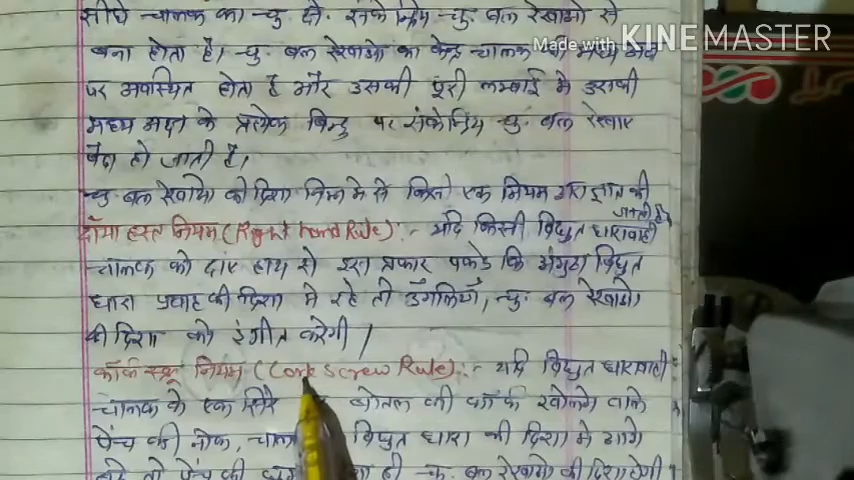 सीधे चालक का चु. क्षे. संकेन्द्रिय चु. बल रेखाओ से
बना होता है। चु. बल रेखाओ का केन्द्र चालक की मध्य अक्ष
Made with KINEMASTER
पर अवस्थित होता है और उसकी पूरी लम्बाई मे उसकी
मध्य अक्ष के प्रत्येक बिन्दु पर संकेन्द्रिय चु. बल रेखाए
पैदा हो जाती है।
चु. बल रेखाओ की दिशा निम्न मे से किसी एक नियम द्वारा ज्ञात की
जाती है
दाँया हस्त नियम (Right hand Rule) :- यदि किसी विद्युत धारावाही
चालक को दाए हाथ से इस प्रकार पकडे कि अंगुठा विद्युत
धारा प्रवाह की दिशा मे रहे तो उँगलियाँ, चु. बल रेखाओ
की दिशा को इंगीत करेगी।
कॉर्क स्क्रू नियम (Cork screw Rule) :- यदि विद्युत धारावाही
चालक के एक सिरे बोतल की कॉर्क खोलने वाले
पेंच की नोक, चाल विद्युत धारा की दिशा मे आगे
तो पेंच की ही चु. बल रेखाओ की दिशा होगी